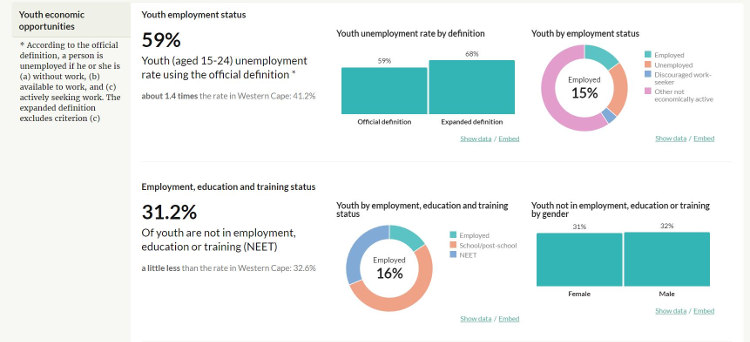 Youth economic
opportunities
* According to the official
definition, a person is
unemployed if he or she is
(a) without work, (b)
available to work, and (c)
actively seeking work. The
expanded definition
excludes criterion (c)
Youth employment status
59%
Youth (aged 15-24) unemployment
rate using the official definition *
about 1.4 times the rate in Western Cape: 41.2%
Youth unemployment rate by definition
59%
68%
Official definition
Expanded definition
Show data / Embed
Youth by employment status
Employed
15%
Employed
Unemployed
Discouraged work-
seeker
Other not
economically active
Show data / Embed
Employment, education and training status
31.2%
Of youth are not in employment,
education or training (NEET)
a little less than the rate in Western Cape: 32.6%
Youth by employment, education and training
status
Employed
16%
Employed
School/post-school
NEET
Show data / Embed
Youth not in employment, education or training
by gender
31%
32%
Female
Male
Show data / Embed